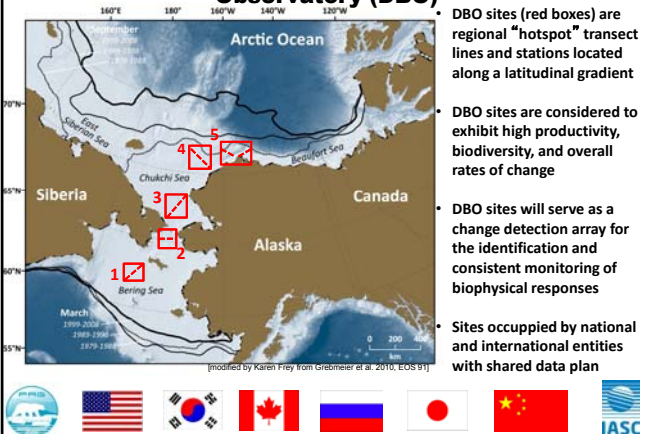 Observatory (DBO)
160°E 180° 160°W 140°W 120°W
September
1999-2008
Arctic Ocean
70°N
East
Siberian Sea
4
5
Beaufort Sea
Chukchi Sea
65°N
Siberia
3
Canada
2
Alaska
60°N
1
Bering Sea
March
1999-2008
1989-1998
1979-1988
0 200 400
km
55°N
[modified by Karen Frey from Grebmeier et al. 2010, EOS 91]
• DBO sites (red boxes) are
regional “hotspot” transect
lines and stations located
along a latitudinal gradient
• DBO sites are considered to
exhibit high productivity,
biodiversity, and overall
rates of change
• DBO sites will serve as a
change detection array for
the identification and
consistent monitoring of
biophysical responses
• Sites occuppied by national
and international entities
with shared data plan
PAG
IASC